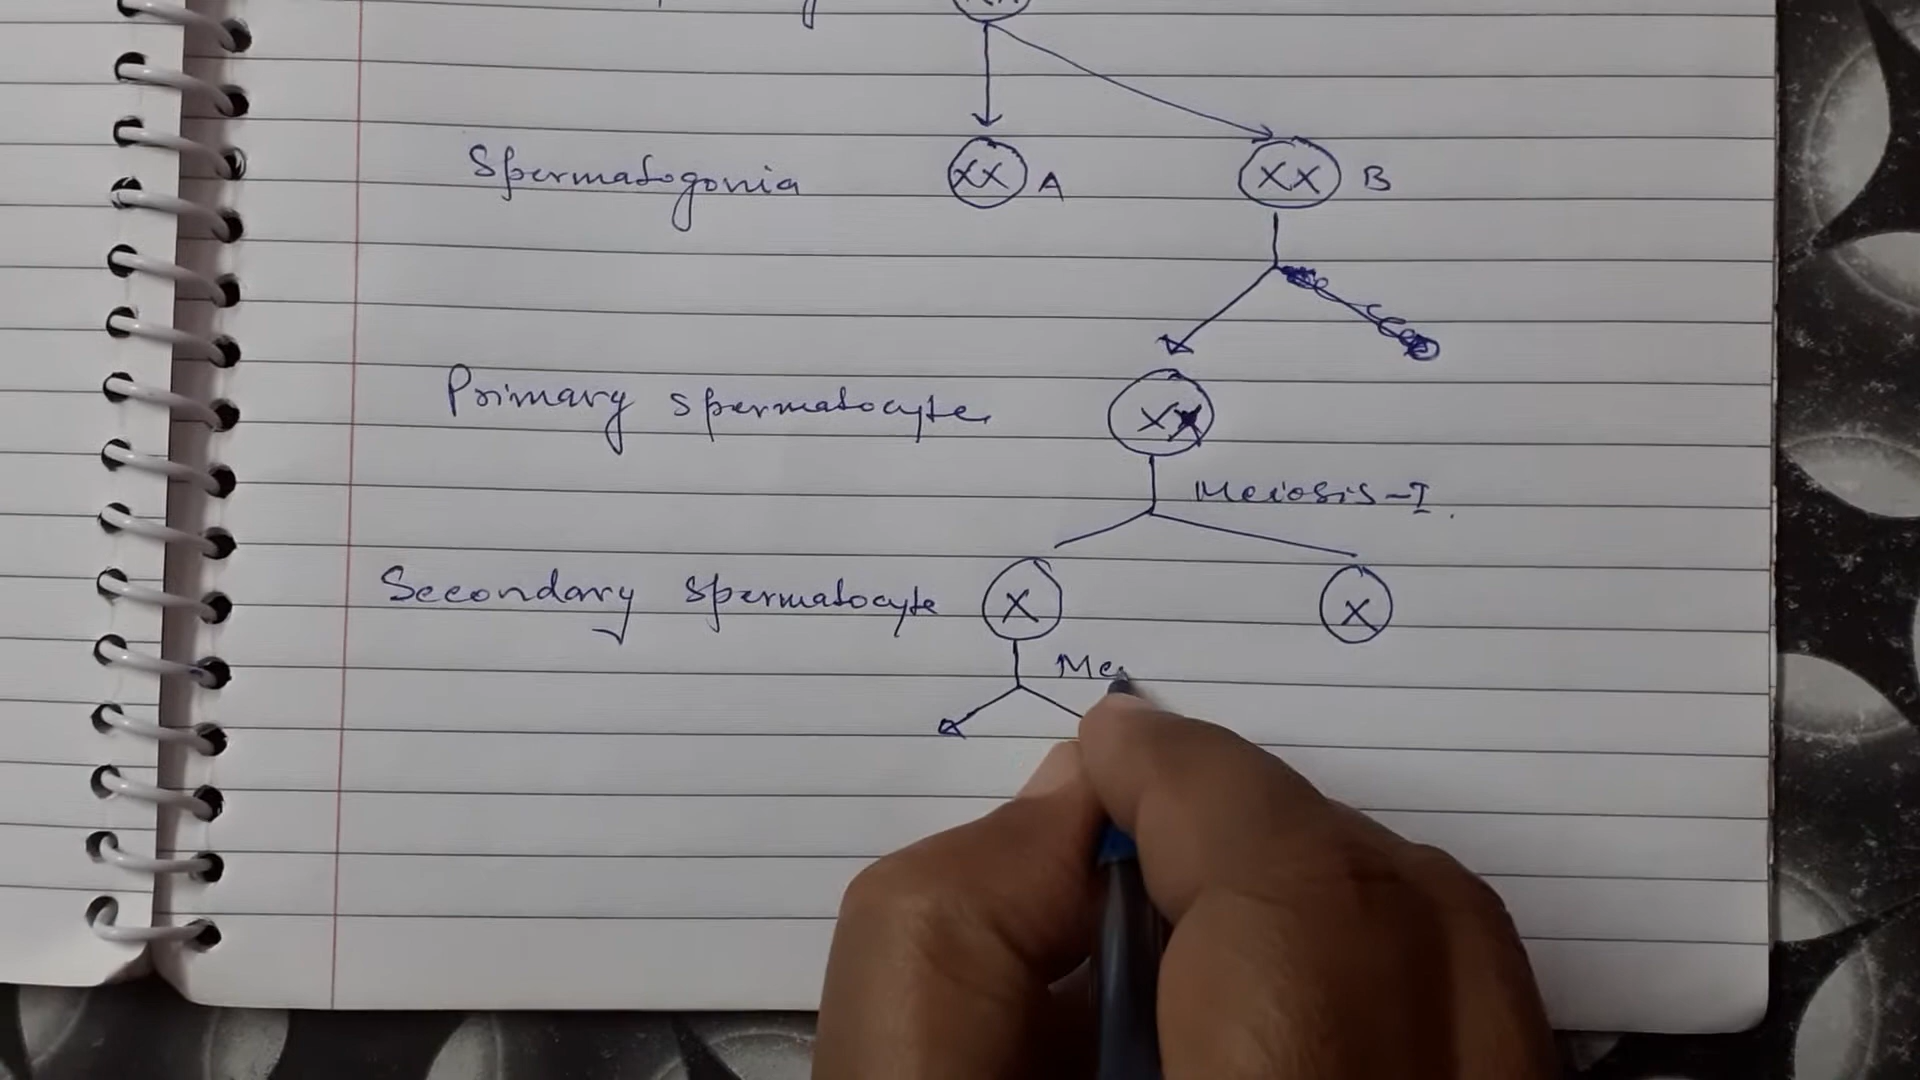 Spermatogonia XX A XX B
Primary spermatocyte XX
Meiosis-I.
Secondary spermatocyte X X
Me